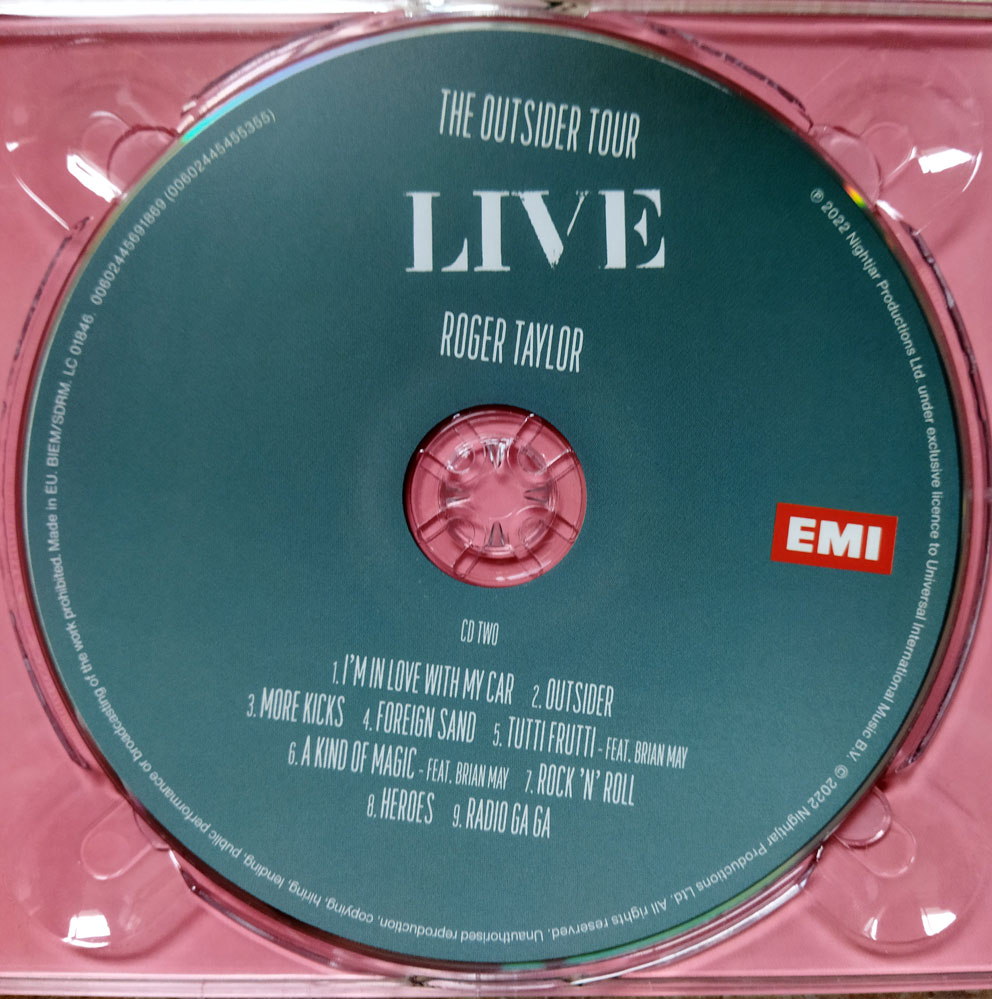 THE OUTSIDER TOUR
LIVE
ROGER TAYLOR
EMI
CD TWO
1. I'M IN LOVE WITH MY CAR 2. OUTSIDER
3. MORE KICKS 4. FOREIGN SAND 5. TUTTI FRUTTI - FEAT. BRIAN MAY
6. A KIND OF MAGIC - FEAT. BRIAN MAY 7. ROCK 'N' ROLL
8. HEROES 9. RADIO GA GA
℗ 2022 Nightjar Productions Ltd. under exclusive licence to Universal International Music B.V. © 2022 Nightjar Productions Ltd. All rights reserved. Unauthorised reproduction, copying, hiring, lending, public performance or broadcasting of the work prohibited. Made in EU. BIEM/SDRM. LC 01846. 00602445691869 (00602445455355)